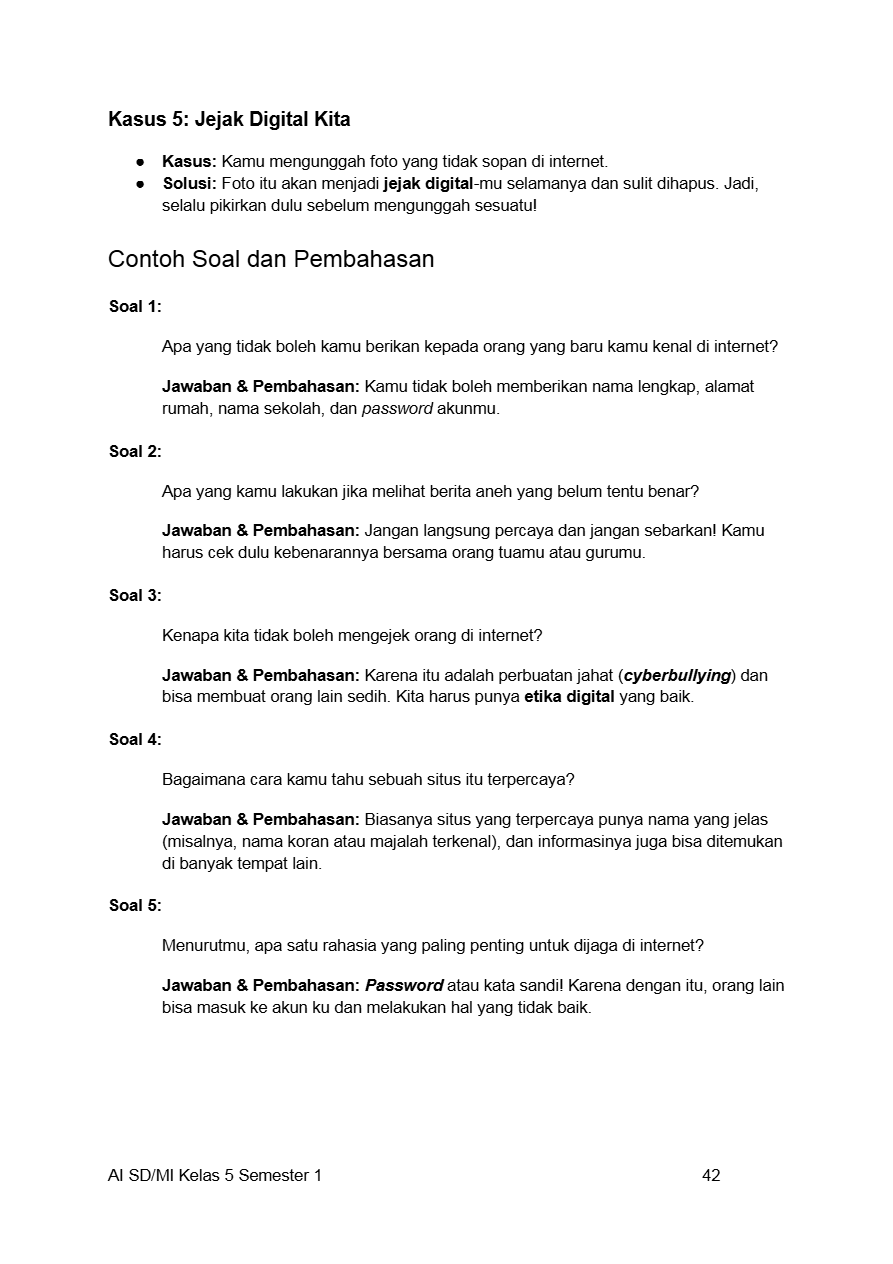 Kasus 5: Jejak Digital Kita
● Kasus: Kamu mengunggah foto yang tidak sopan di internet.
● Solusi: Foto itu akan menjadi jejak digital-mu selamanya dan sulit dihapus. Jadi,
selalu pikirkan dulu sebelum mengunggah sesuatu!
Contoh Soal dan Pembahasan
Soal 1:
Apa yang tidak boleh kamu berikan kepada orang yang baru kamu kenal di internet?
Jawaban & Pembahasan: Kamu tidak boleh memberikan nama lengkap, alamat
rumah, nama sekolah, dan password akunmu.
Soal 2:
Apa yang kamu lakukan jika melihat berita aneh yang belum tentu benar?
Jawaban & Pembahasan: Jangan langsung percaya dan jangan sebarkan! Kamu
harus cek dulu kebenarannya bersama orang tuamu atau gurumu.
Soal 3:
Kenapa kita tidak boleh mengejek orang di internet?
Jawaban & Pembahasan: Karena itu adalah perbuatan jahat (cyberbullying) dan
bisa membuat orang lain sedih. Kita harus punya etika digital yang baik.
Soal 4:
Bagaimana cara kamu tahu sebuah situs itu terpercaya?
Jawaban & Pembahasan: Biasanya situs yang terpercaya punya nama yang jelas
(misalnya, nama koran atau majalah terkenal), dan informasinya juga bisa ditemukan
di banyak tempat lain.
Soal 5:
Menurutmu, apa satu rahasia yang paling penting untuk dijaga di internet?
Jawaban & Pembahasan: Password atau kata sandi! Karena dengan itu, orang lain
bisa masuk ke akun ku dan melakukan hal yang tidak baik.
AI SD/MI Kelas 5 Semester 1 42